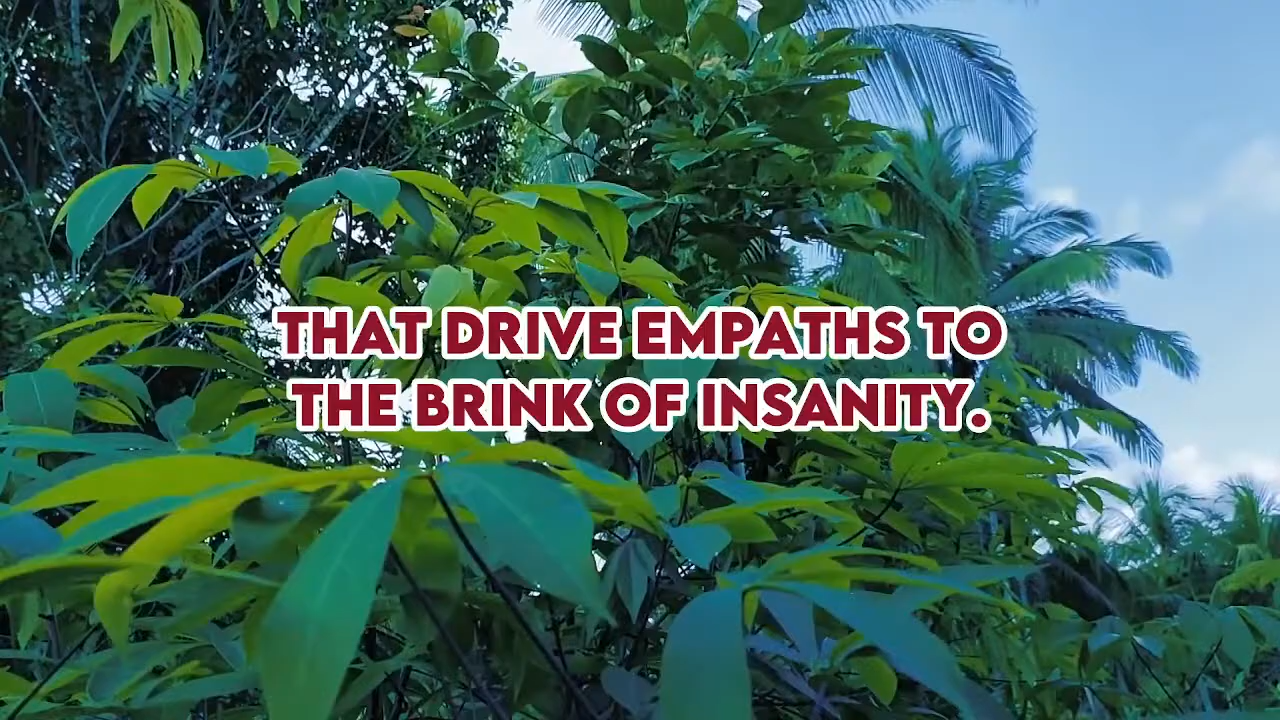 THAT DRIVE EMPATHS TO
THE BRINK OF INSANITY.